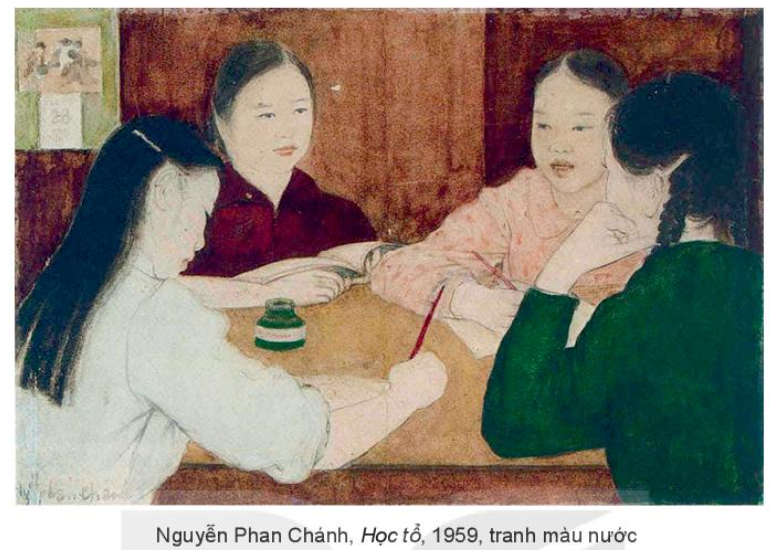 Nguyễn Phan Chánh, Học tổ, 1959, tranh màu nước